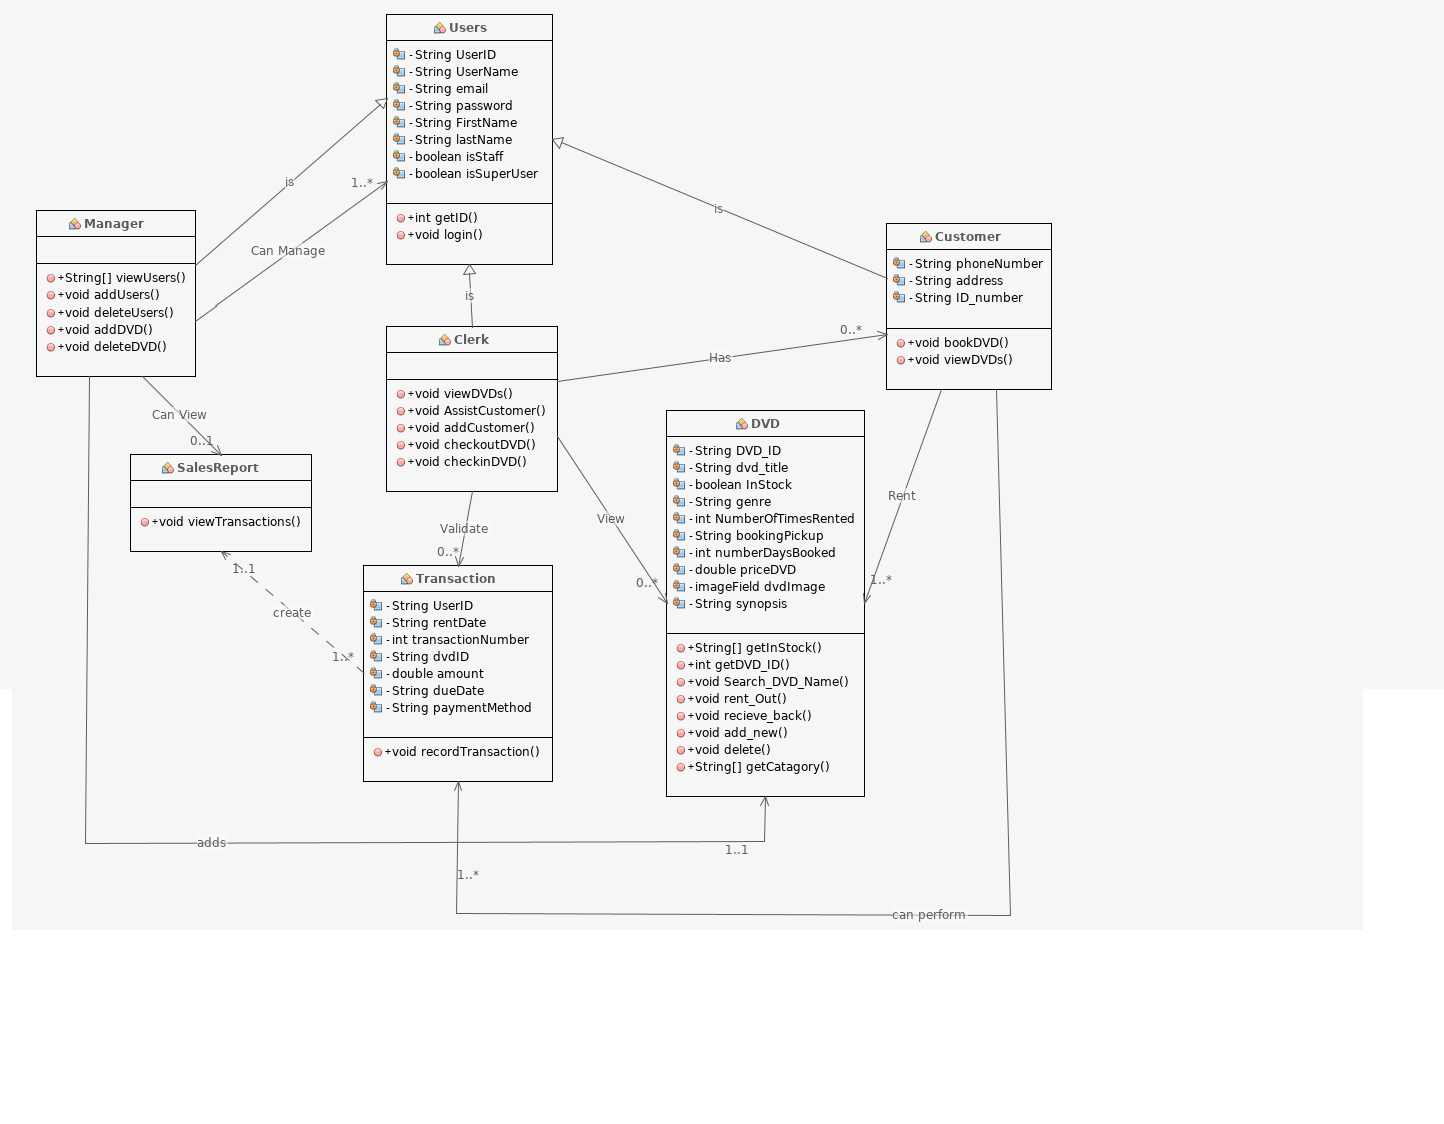 Users
- String UserID
- String UserName
- String email
- String password
- String FirstName
- String lastName
- boolean isStaff
- boolean isSuperUser
+int getID()
+void login()
is
1..*
Can Manage
is
is
Manager
+String[] viewUsers()
+void addUsers()
+void deleteUsers()
+void addDVD()
+void deleteDVD()
Customer
- String phoneNumber
- String address
- String ID_number
+void bookDVD()
+void viewDVDs()
Clerk
+void viewDVDs()
+void AssistCustomer()
+void addCustomer()
+void checkoutDVD()
+void checkinDVD()
0..*
Has
Can View
0..1
SalesReport
+void viewTransactions()
DVD
- String DVD_ID
- String dvd_title
- boolean InStock
- String genre
- int NumberOfTimesRented
- String bookingPickup
- int numberDaysBooked
- double priceDVD
- imageField dvdImage
- String synopsis
+String[] getInStock()
+int getDVD_ID()
+void Search_DVD_Name()
+void rent_Out()
+void recieve_back()
+void add_new()
+void delete()
+String[] getCatagory()
Rent
1..*
View
0..*
Validate
0..*
1..1
create
1..*
Transaction
- String UserID
- String rentDate
- int transactionNumber
- String dvdID
- double amount
- String dueDate
- String paymentMethod
+void recordTransaction()
adds
1..1
1..*
can perform